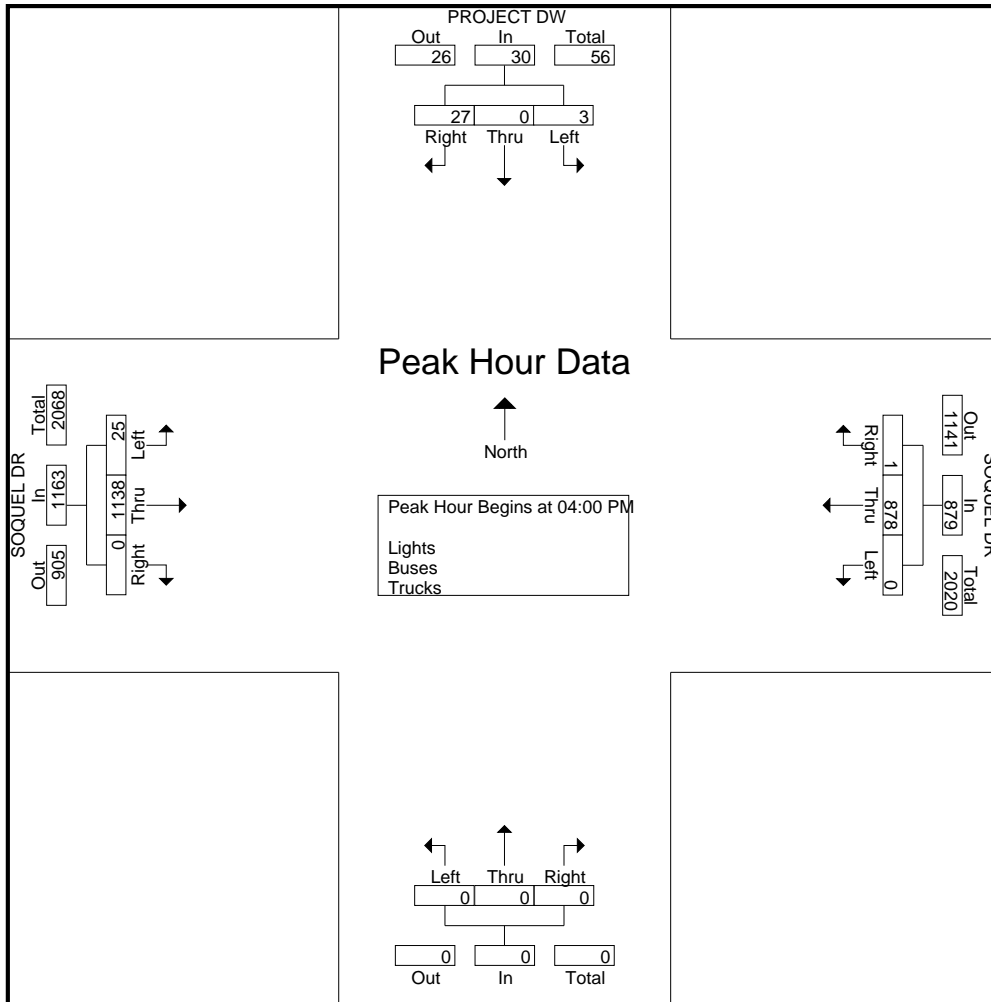 PROJECT DW
Out In Total
26 30 56
27 0 3
Right Thru Left
Peak Hour Data
North
Peak Hour Begins at 04:00 PM
Lights
Buses
Trucks
SOQUEL DR
Out In Total
905 1163 2068
25 1138 0
Left Thru Right
SOQUEL DR
Out In Total
1141 879 2020
1 878 0
Right Thru Left
Left Thru Right
0 0 0
0 0 0
Out In Total